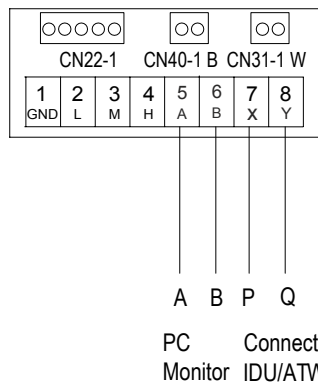 CN22-1 CN40-1 B CN31-1 W
1 2 3 4 5 6 7 8
GND L M H A B X Y
A B P Q
PC Connect
Monitor IDU/ATW